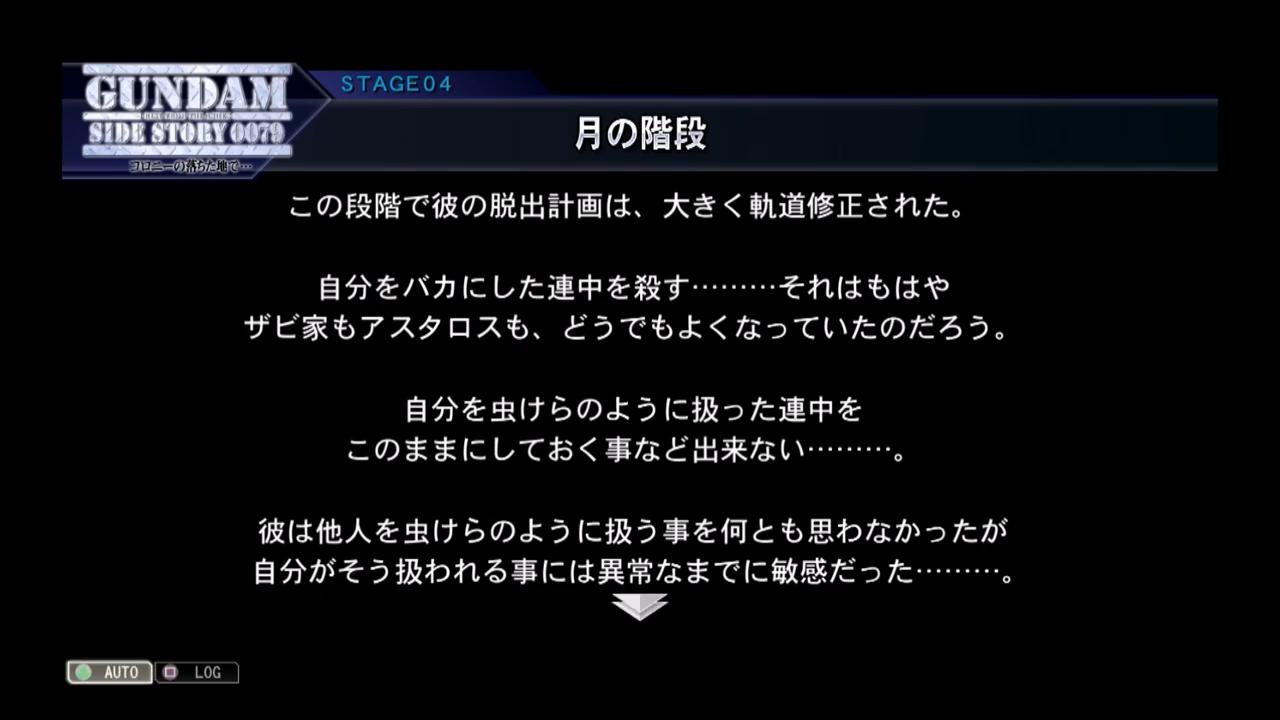 GUNDAM
SIDE STORY 0079
コロニーの落ちた地で…
STAGE04
月の階段
この段階で彼の脱出計画は、大きく軌道修正された。
自分をバカにした連中を殺す………それはもはや
ザビ家もアスタロスも、どうでもよくなっていたのだろう。
自分を虫けらのように扱った連中を
このままにしておく事など出来ない………。
彼は他人を虫けらのように扱う事を何とも思わなかったが
自分がそう扱われる事には異常なまでに敏感だった………。
AUTO
LOG